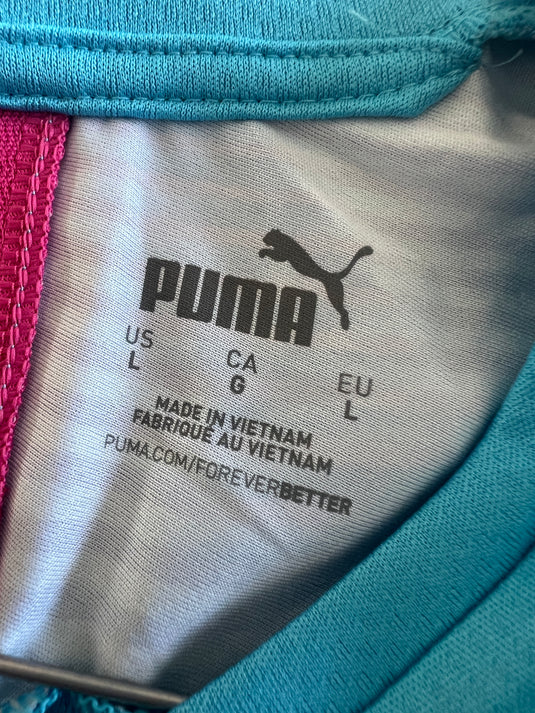 PUMA
US CA EU
L G L
MADE IN VIETNAM
FABRIQUÉ AU VIETNAM
PUMA.COM/FOREVERBETTER